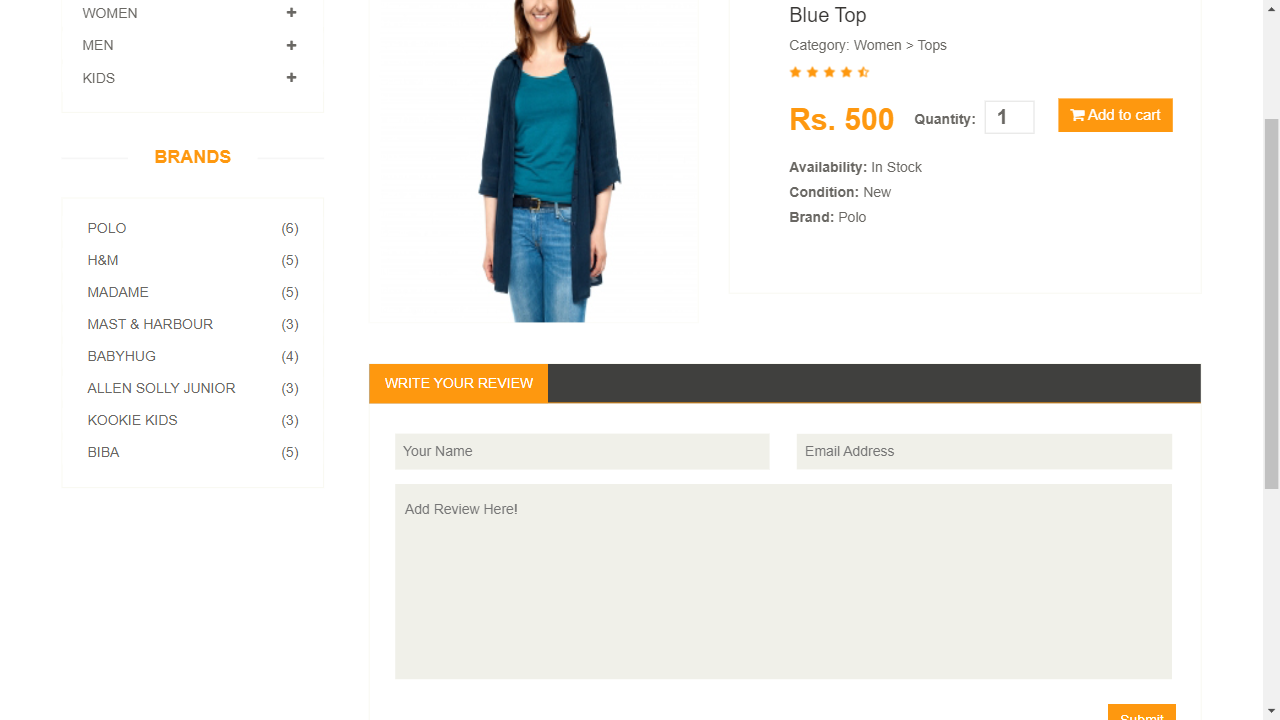 WOMEN
MEN
KIDS
BRANDS
POLO (6)
H&M (5)
MADAME (5)
MAST & HARBOUR (3)
BABYHUG (4)
ALLEN SOLLY JUNIOR (3)
KOOKIE KIDS (3)
BIBA (5)
Blue Top
Category: Women > Tops
Rs. 500 Quantity: 1 Add to cart
Availability: In Stock
Condition: New
Brand: Polo
WRITE YOUR REVIEW
Your Name Email Address
Add Review Here!
Submit